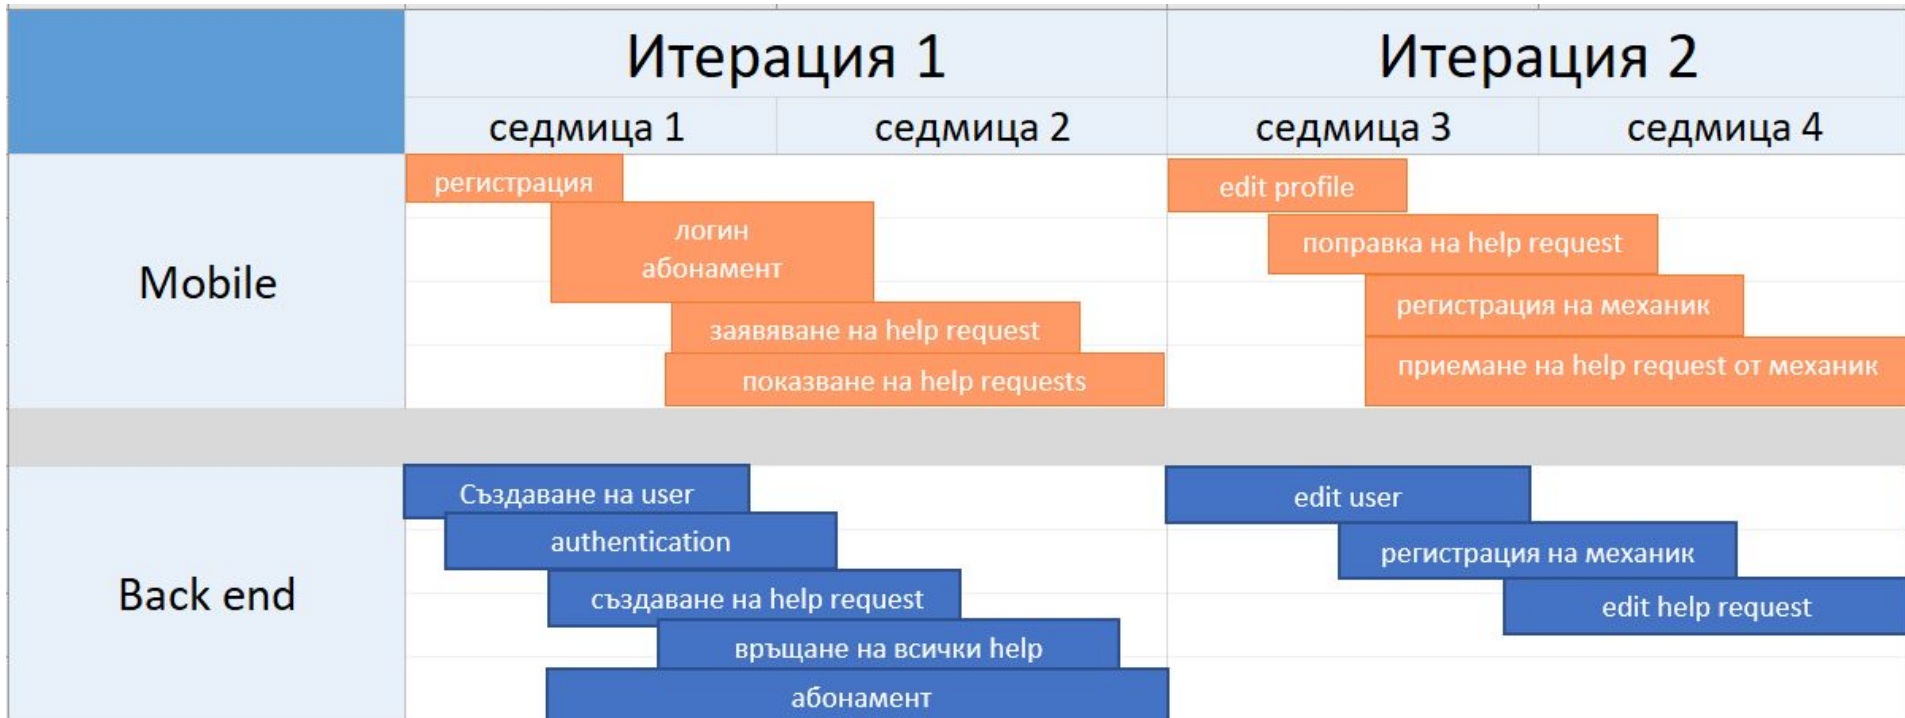 Итерация 1
Итерация 2
седмица 1
седмица 2
седмица 3
седмица 4
Mobile
регистрация
логин
абонамент
заявяване на help request
показване на help requests
edit profile
поправка на help request
регистрация на механик
приемане на help request от механик
Back end
Създаване на user
authentication
създаване на help request
връщане на всички help
абонамент
edit user
регистрация на механик
edit help request